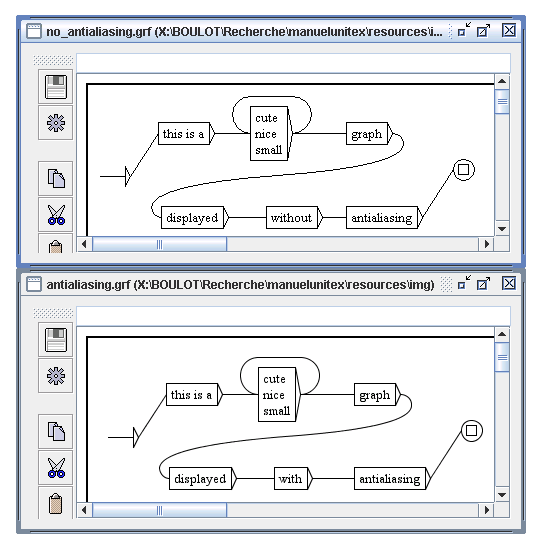 no_antialiasing.grf (X:\BOULOT\Recherche\manuelunitex\resources\i...
this is a
cute
nice
small
graph
displayed
without
antialiasing
antialiasing.grf (X:\BOULOT\Recherche\manuelunitex\resources\img)
this is a
cute
nice
small
graph
displayed
with
antialiasing